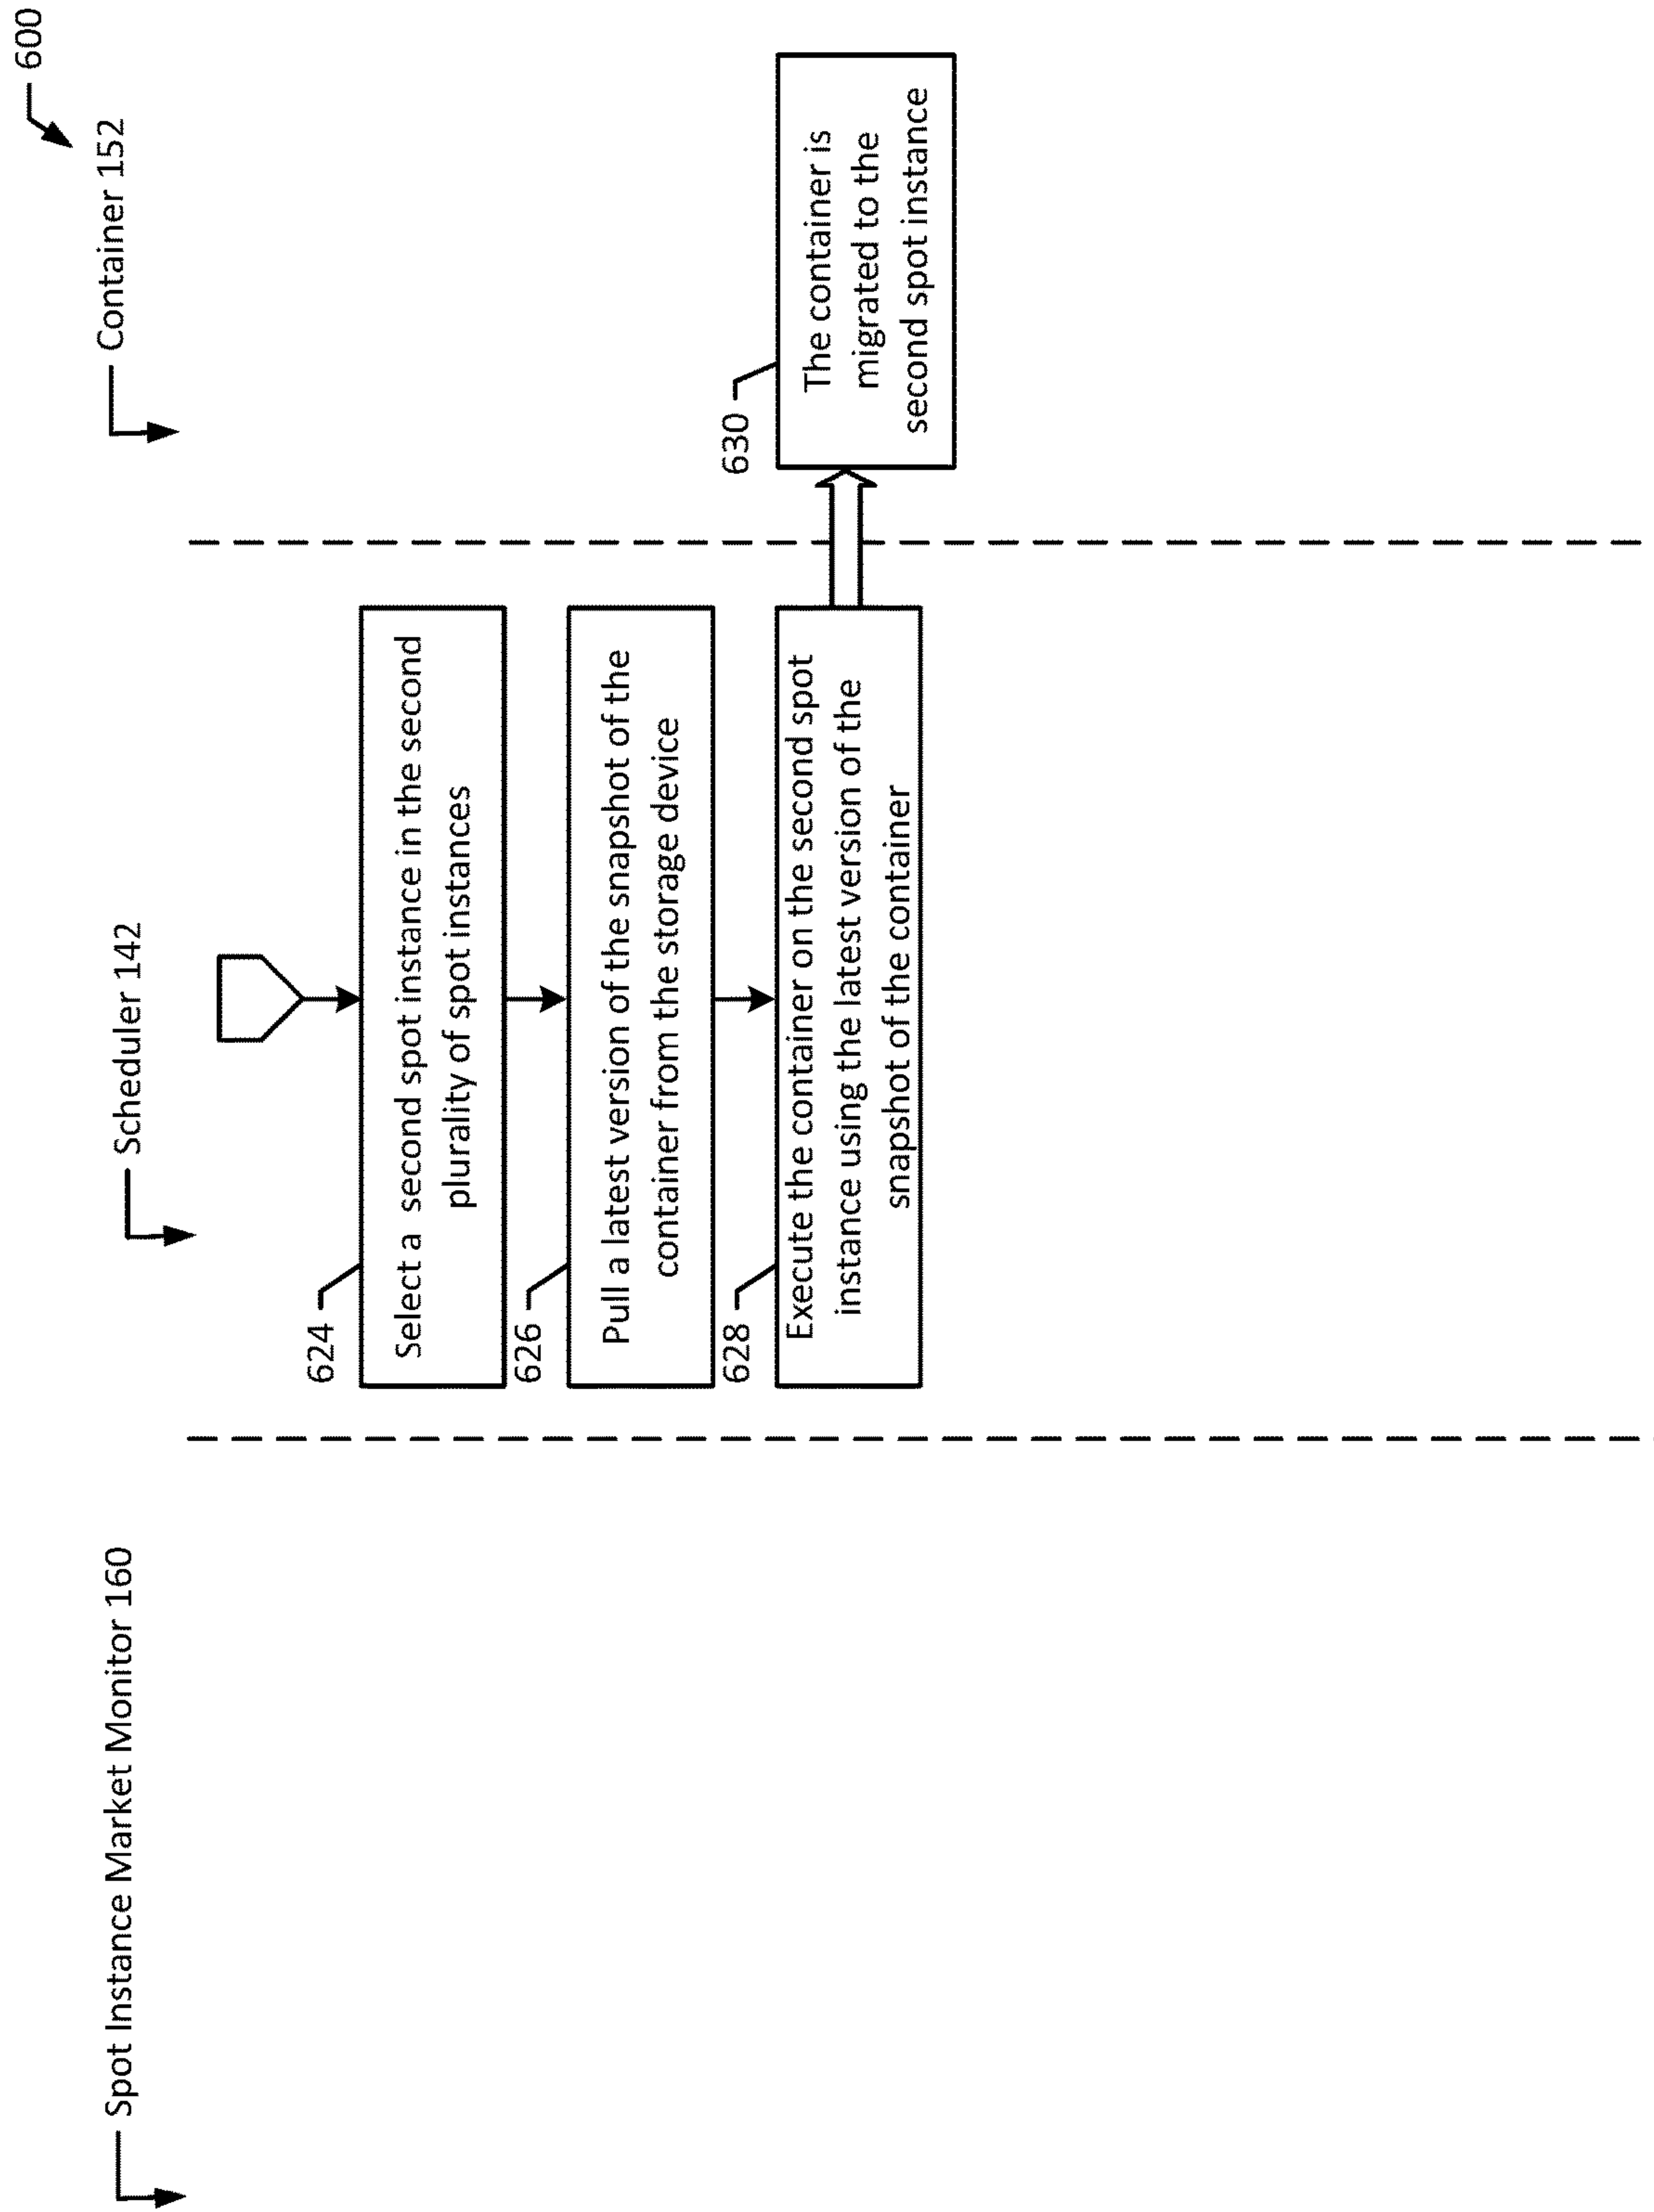 600
Spot Instance Market Monitor 160
Scheduler 142
Container 152
624
Select a second spot instance in the second
plurality of spot instances
626
Pull a latest version of the snapshot of the
container from the storage device
628
Execute the container on the second spot
instance using the latest version of the
snapshot of the container
630
The container is
migrated to the
second spot instance